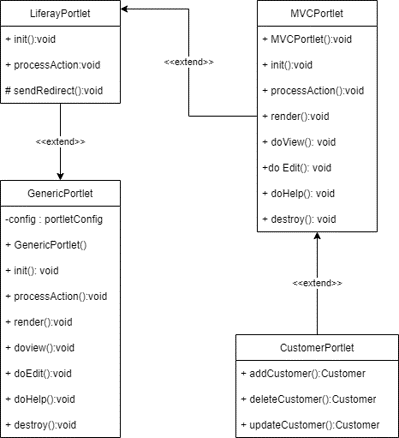 LiferayPortlet
+ init():void
+ processAction:void
# sendRedirect():void
<<extend>>
GenericPortlet
-config : portletConfig
+ GenericPortlet()
+ init(): void
+ processAction():void
+ render():void
+ doview():void
+ doEdit():void
+ doHelp():void
+ destroy():void
<<extend>>
MVCPortlet
+ MVCPortlet():void
+ init():void
+ processAction():void
+ render():void
+ doView(): void
+do Edit(): void
+ doHelp():void
+ destroy():void
<<extend>>
CustomerPortlet
+ addCustomer():Customer
+ deleteCustomer():Customer
+ updateCustomer():Customer